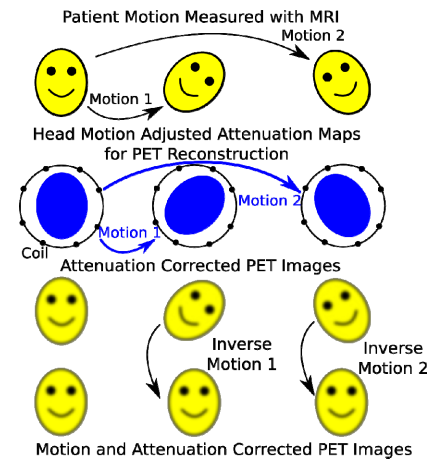 Patient Motion Measured with MRI
Motion 2
Motion 1
Head Motion Adjusted Attenuation Maps
for PET Reconstruction
Motion 2
Motion 1
Coil
Attenuation Corrected PET Images
Inverse
Motion 1
Inverse
Motion 2
Motion and Attenuation Corrected PET Images